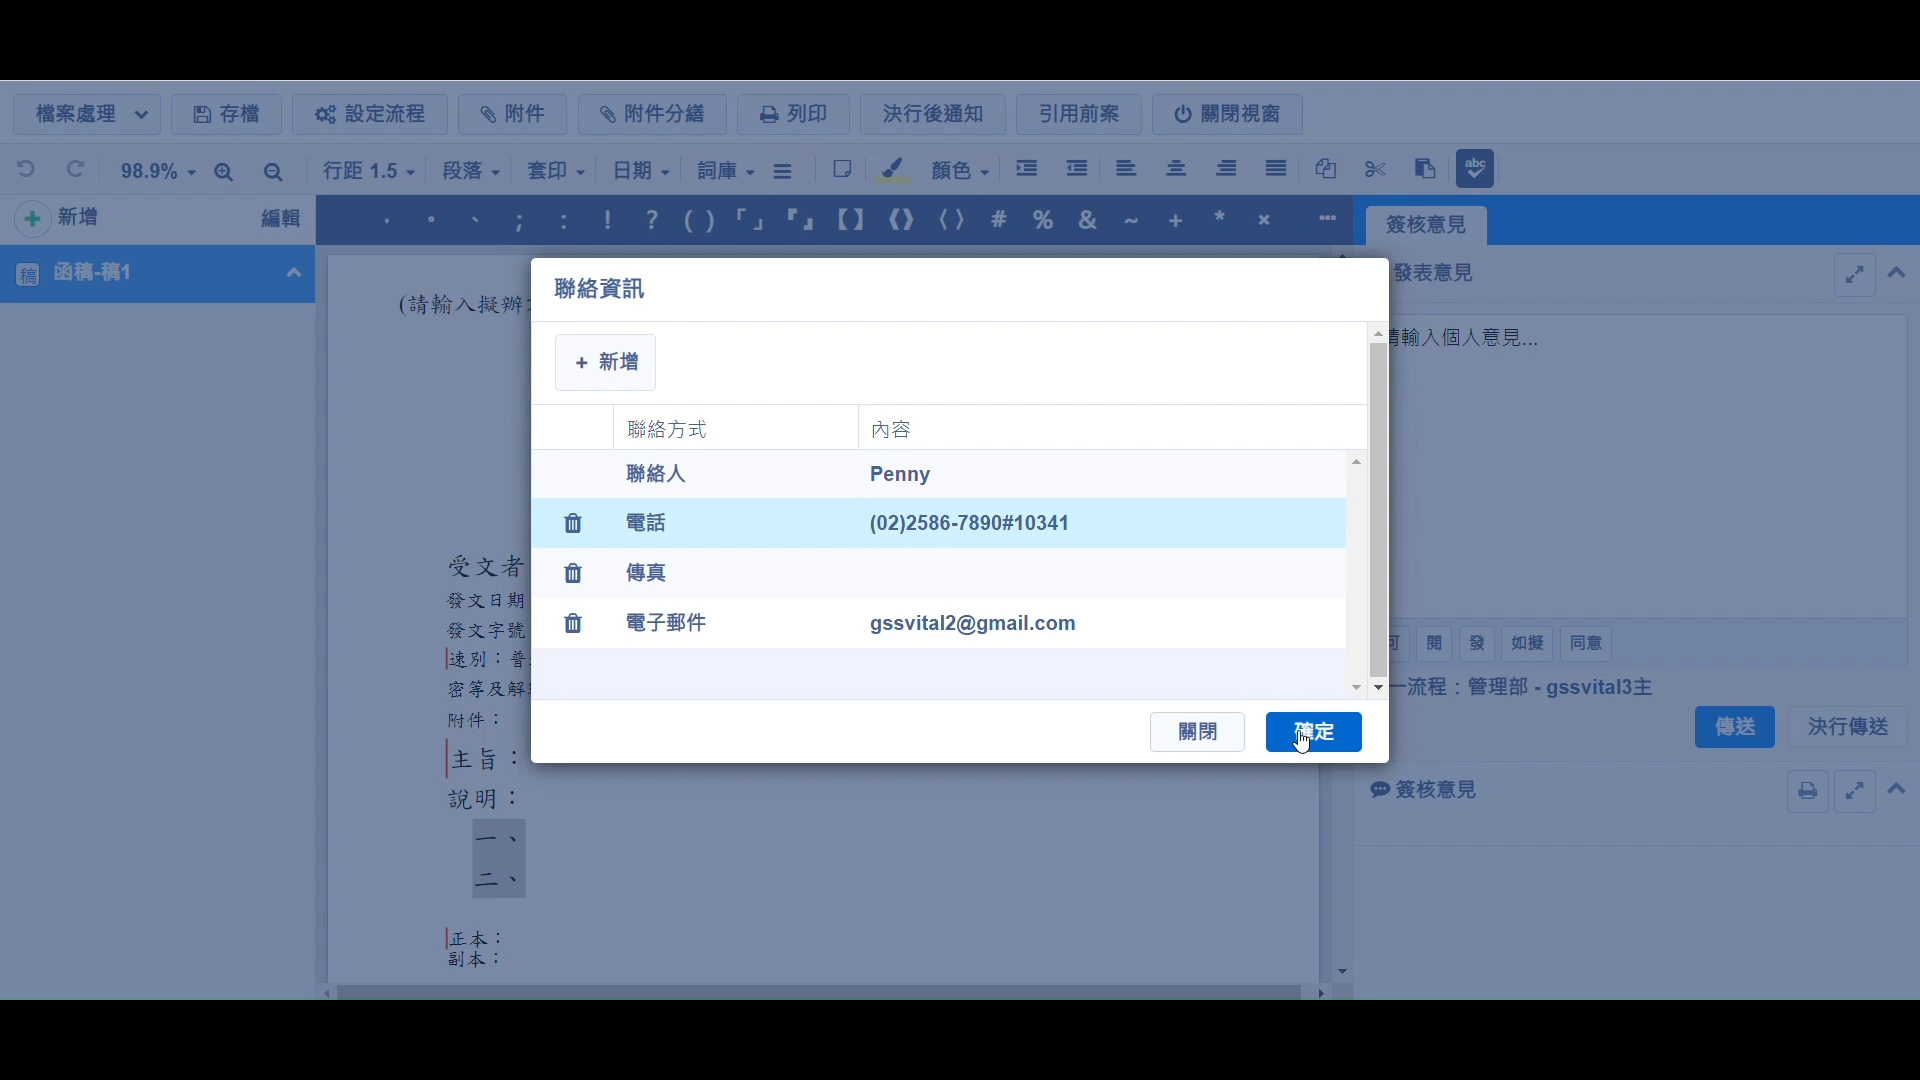 檔案處理 存檔 設定流程 附件 附件分繕 列印 決行後通知 引用前案 關閉視窗
98.9% 行距 1.5 段落 套印 日期 詞庫 顏色 abc
新增 編輯
· 。 、 ; : ! ? ( ) 「」 『』 【】 《》 〈〉 # % & ~ + * × ···
簽核意見
稿 函稿-稿1
發表意見
(請輸入擬辦
請輸入個人意見...
聯絡資訊
+ 新增
聯絡方式 內容
聯絡人 Penny
電話 (02)2586-7890#10341
傳真
電子郵件 gssvital2@gmail.com
關閉 確定
受文者
發文日期
發文字號
速別：普
密等及解
附件：
主旨：
說明：
一、
二、
正本：
副本：
可 閱 發 如擬 同意
一流程：管理部 - gssvital3主
傳送 決行傳送
簽核意見